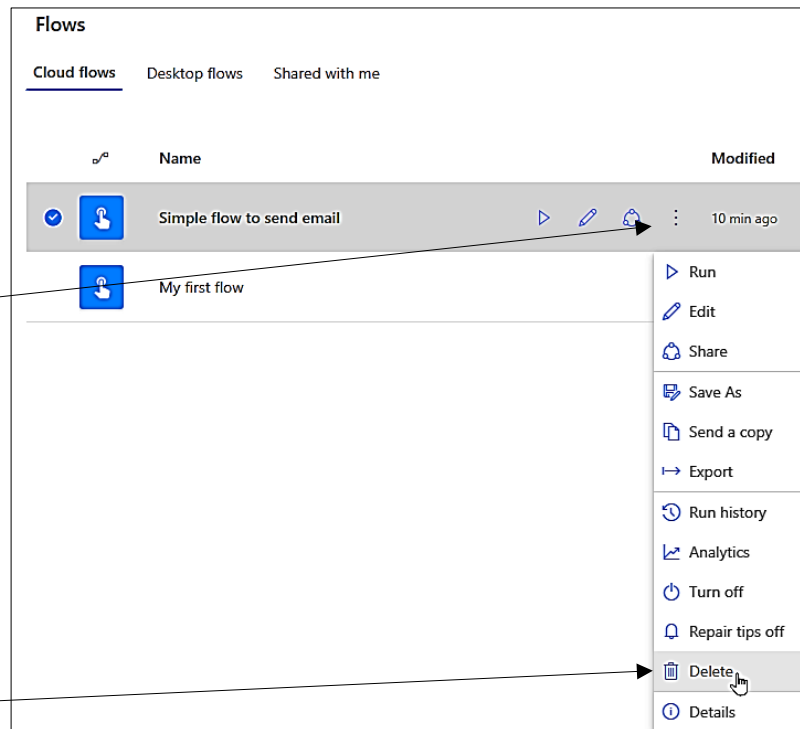 Flows
Cloud flows Desktop flows Shared with me
Name Modified
Simple flow to send email 10 min ago
My first flow
Run
Edit
Share
Save As
Send a copy
Export
Run history
Analytics
Turn off
Repair tips off
Delete
Details